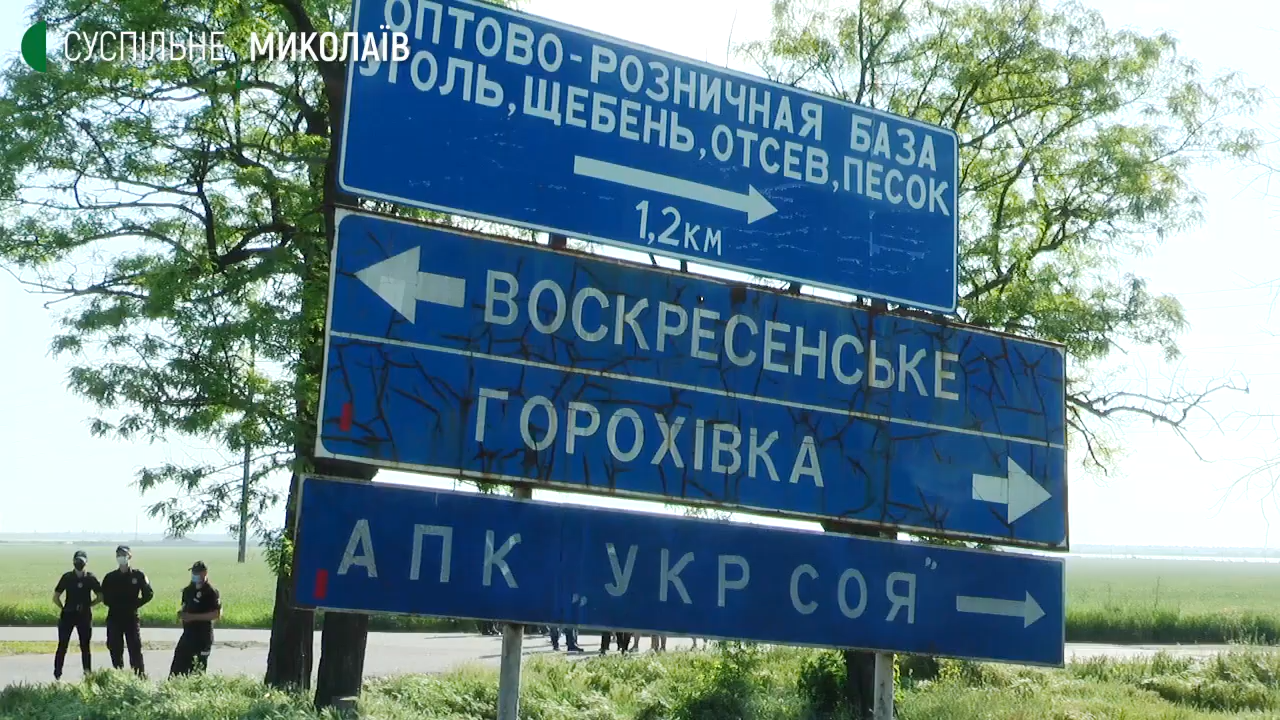 СУСПІЛЬНЕ МИКОЛАЇВ
ОПТОВО-РОЗНИЧНАЯ БАЗА
УГОЛЬ,ЩЕБЕНЬ,ОТСЕВ,ПЕСОК
1,2км
ВОСКРЕСЕНСЬКЕ
ГОРОХІВКА
АПК „УКР СОЯ"